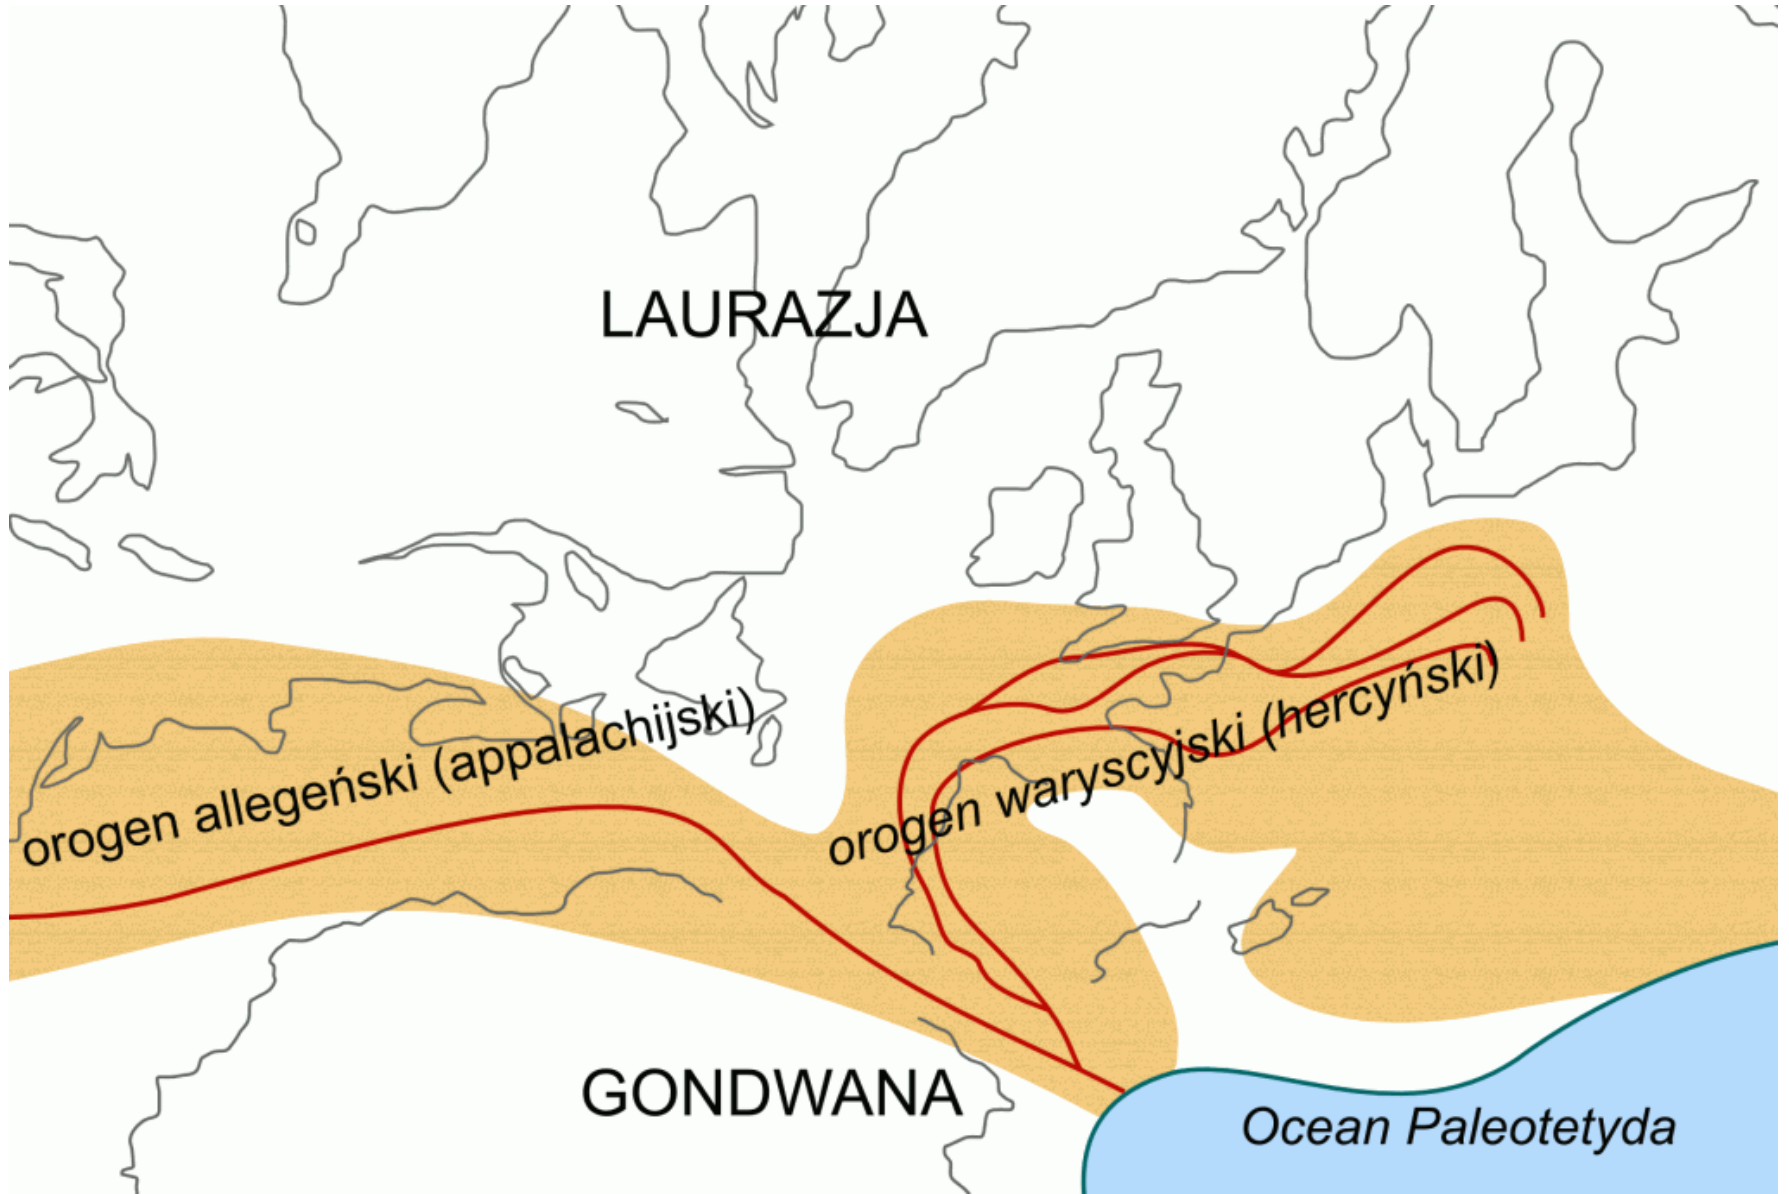 LAURAZJA
orogen allegeński (appalachijski)
orogen waryscyjski (hercyński)
GONDWANA
Ocean Paleotetyda